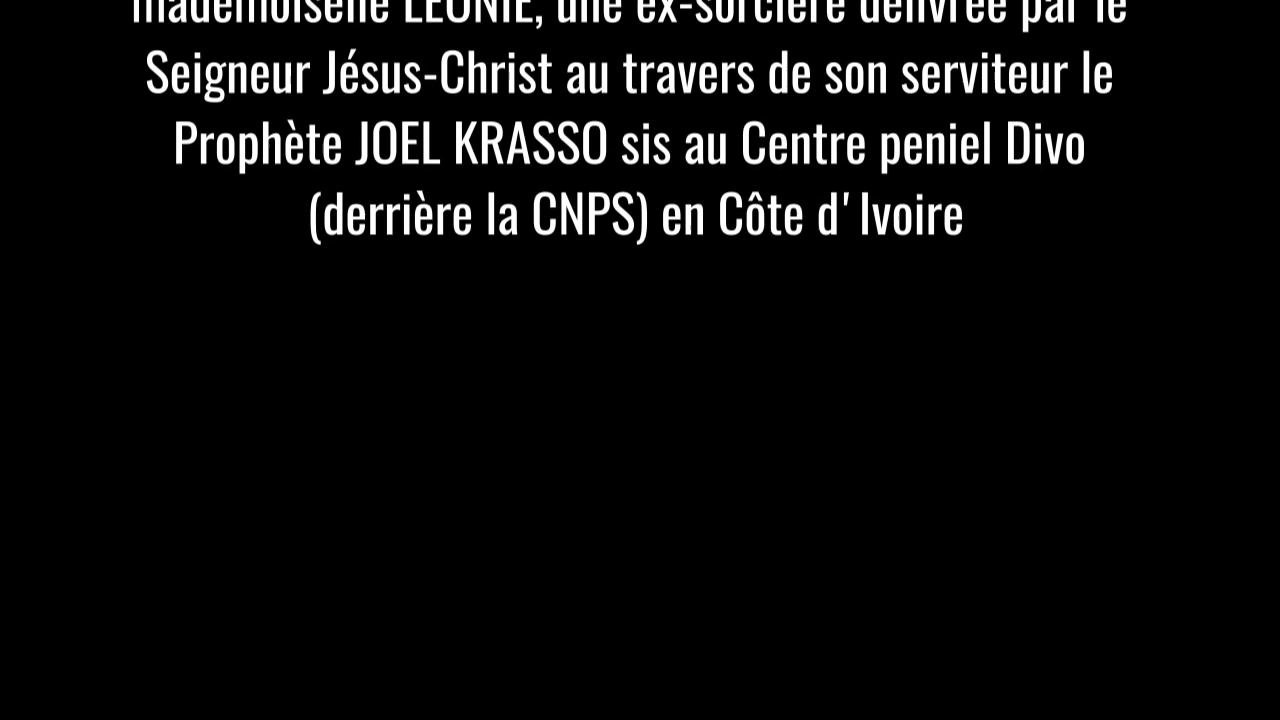 mademoiselle LEONIE, une ex-sorcière délivrée par le
Seigneur Jésus-Christ au travers de son serviteur le
Prophète JOEL KRASSO sis au Centre peniel Divo
(derrière la CNPS) en Côte d'Ivoire